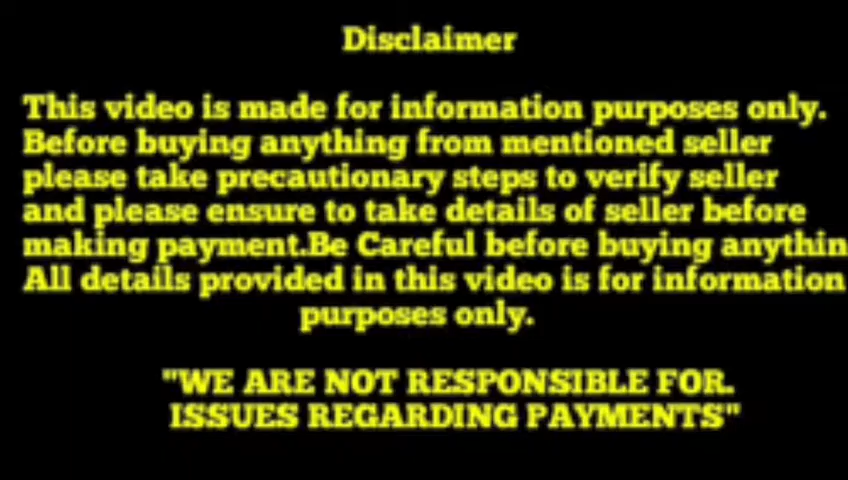 Disclaimer
This video is made for information purposes only.
Before buying anything from mentioned seller
please take precautionary steps to verify seller
and please ensure to take details of seller before
making payment.Be Careful before buying anythin
All details provided in this video is for information
purposes only.
"WE ARE NOT RESPONSIBLE FOR.
ISSUES REGARDING PAYMENTS"